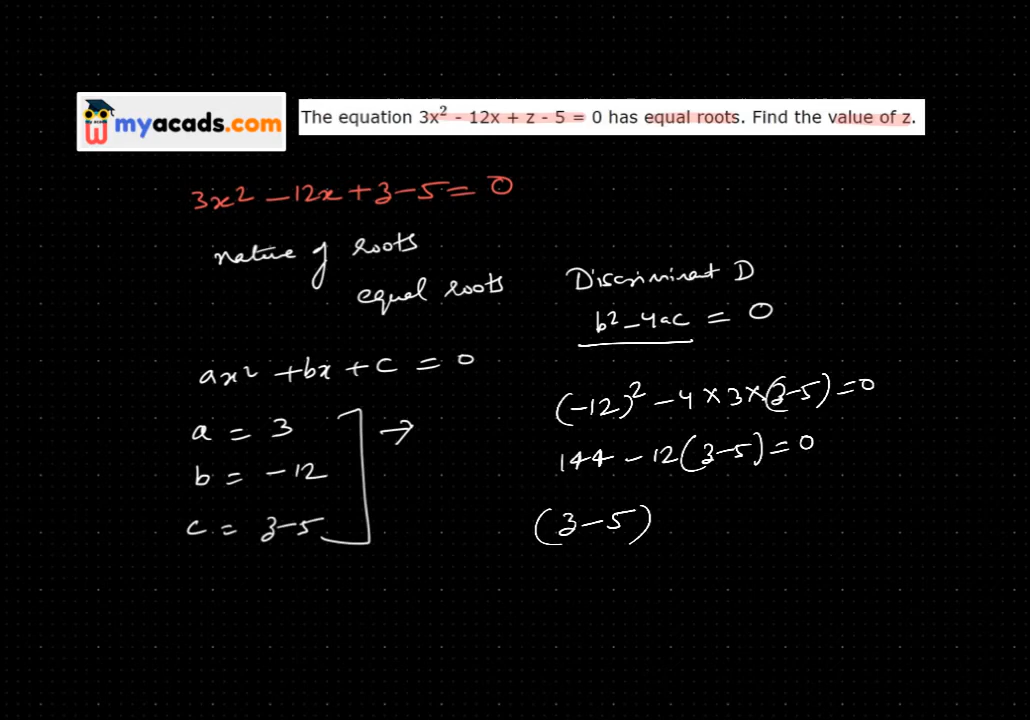 My acads
myacads.com
The equation 3x² - 12x + z - 5 = 0 has equal roots. Find the value of z.
3x² - 12x + z - 5 = 0
nature of roots
equal roots
Discriminant D
b² - 4ac = 0
ax² + bx + c = 0
a = 3
b = -12
c = z - 5
→
(-12)² - 4 × 3 × (z - 5) = 0
144 - 12(z - 5) = 0
(z - 5)